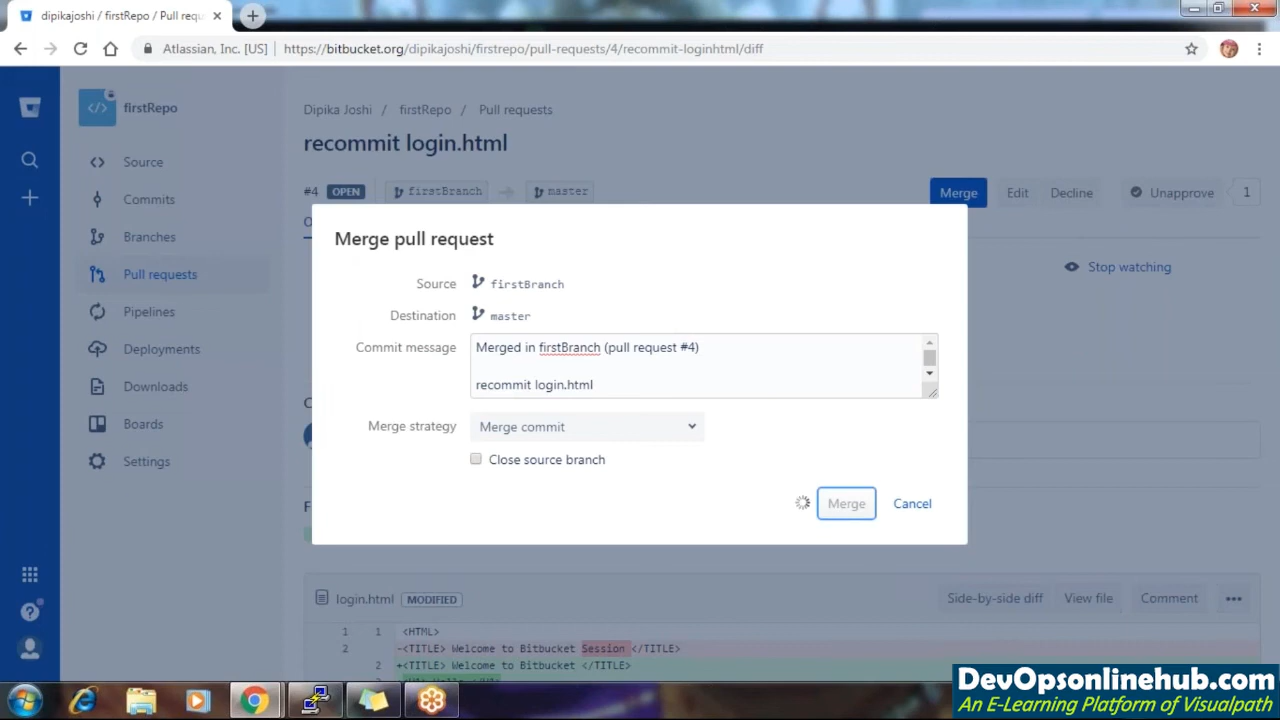 dipikajoshi / firstRepo / Pull requ
Atlassian, Inc. [US] | https://bitbucket.org/dipikajoshi/firstrepo/pull-requests/4/recommit-loginhtml/diff
firstRepo
Source
Commits
Branches
Pull requests
Pipelines
Deployments
Downloads
Boards
Settings
Dipika Joshi / firstRepo / Pull requests
recommit login.html
#4 OPEN firstBranch → master
Merge Edit Decline Unapprove 1
Stop watching
Merge pull request
Source firstBranch
Destination master
Commit message Merged in firstBranch (pull request #4)
recommit login.html
Merge strategy Merge commit
Close source branch
Merge Cancel
login.html MODIFIED Side-by-side diff View file Comment •••
1 1 <HTML>
2 -<TITLE> Welcome to Bitbucket Session </TITLE>
2 +<TITLE> Welcome to Bitbucket </TITLE>
DevOpsonlinehub.com
An E-Learning Platform of Visualpath